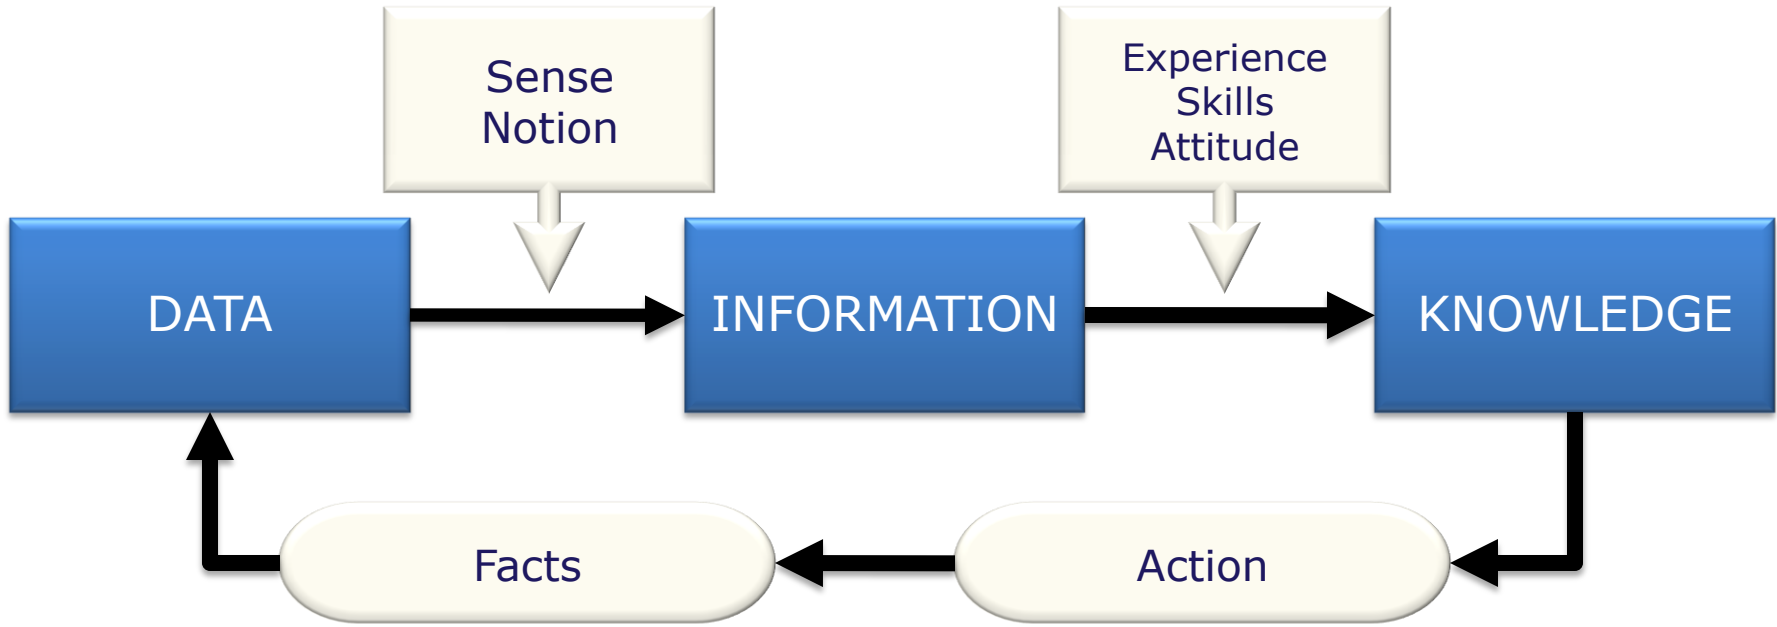 Sense
Notion
Experience
Skills
Attitude
DATA
INFORMATION
KNOWLEDGE
Facts
Action